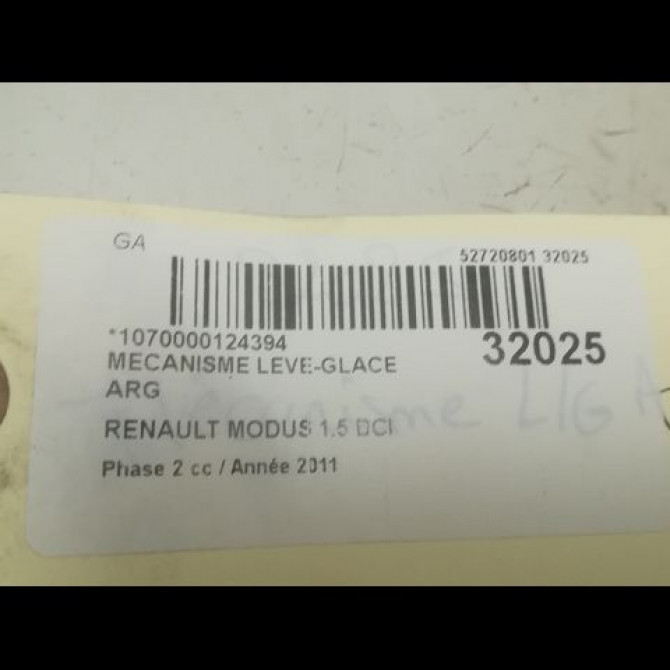 GA
52720801 32025
*1070000124394
32025
MECANISME LEVE-GLACE
ARG
RENAULT MODUS 1.5 DCI
Phase 2 cc / Année 2011
mecanisme L/G A